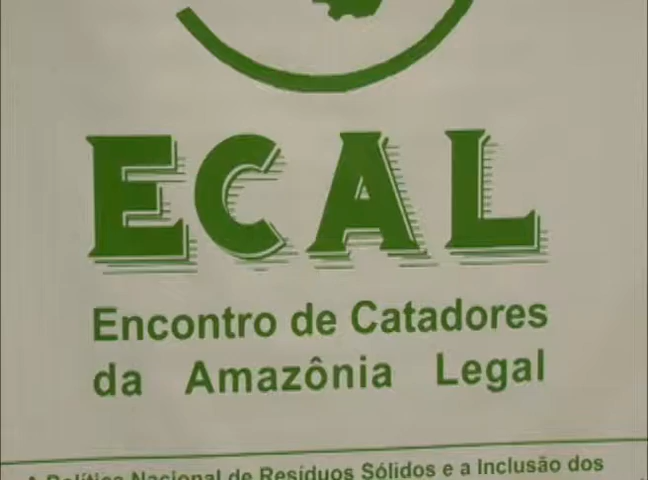 ECAL
Encontro de Catadores
da Amazônia Legal
A Política Nacional de Resíduos Sólidos e a Inclusão dos